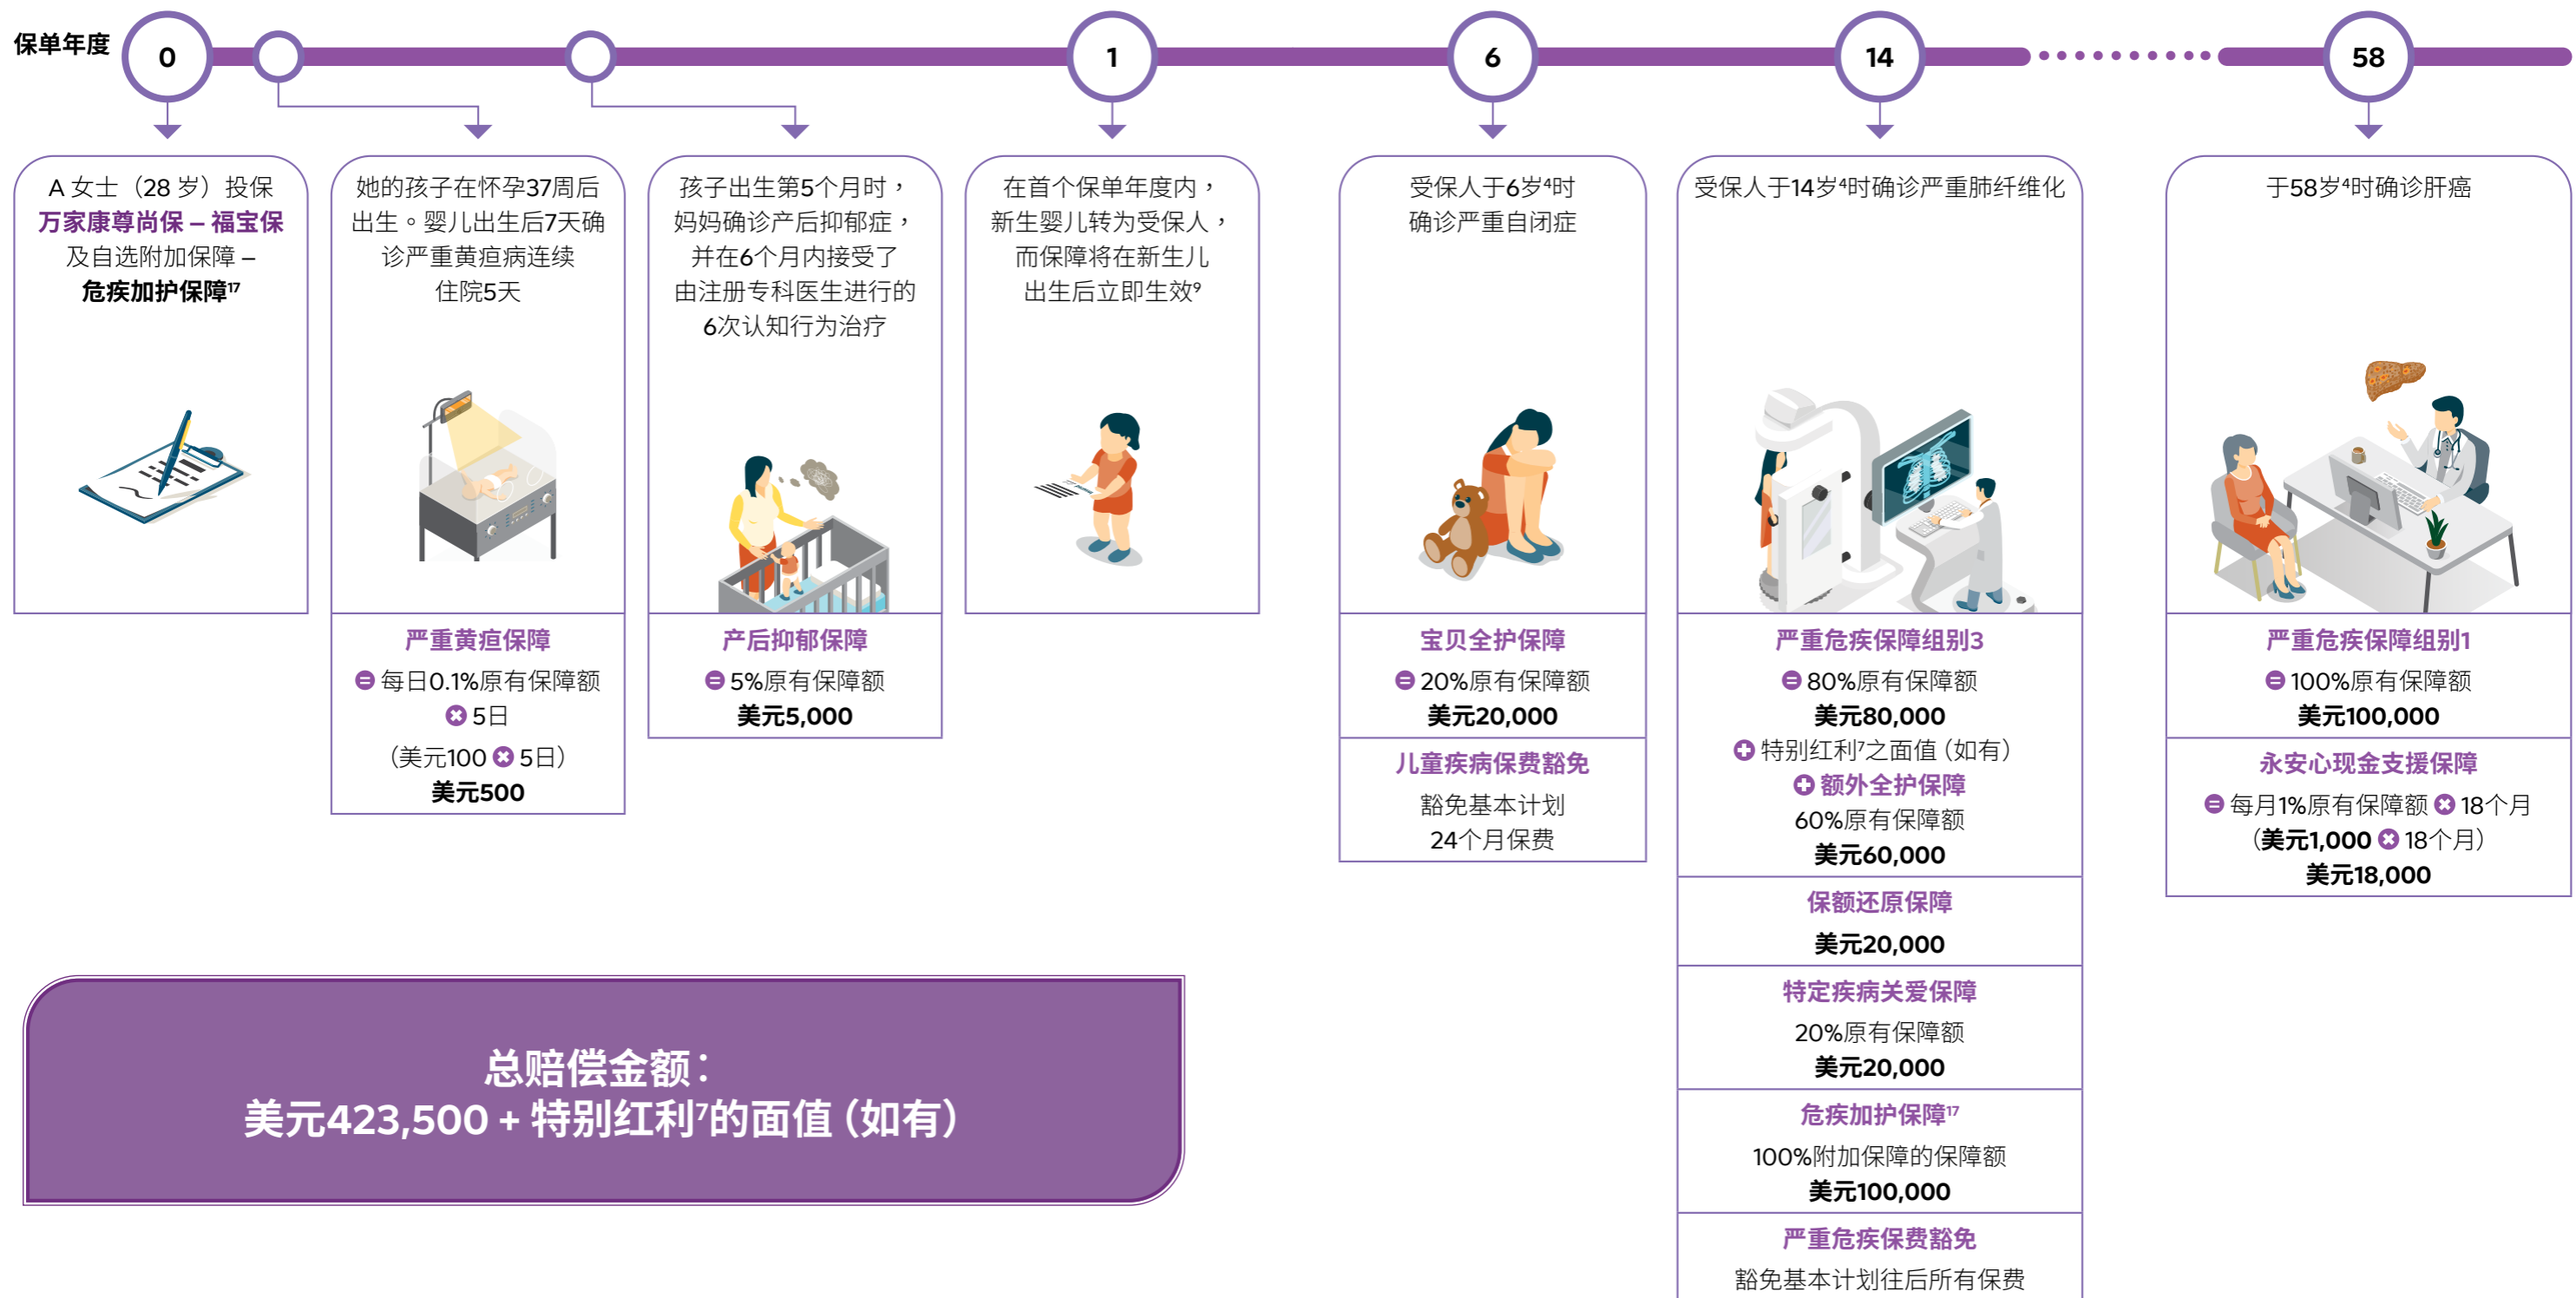 保单年度
0
1
6
14
58
A 女士（28 岁）投保
万家康尊尚保 – 福宝保
及自选附加保障 –
危疾加护保障¹⁷
她的孩子在怀孕37周后
出生。婴儿出生后7天确
诊严重黄疸病连续
住院5天
严重黄疸保障
= 每日0.1%原有保障额
× 5日
（美元100 × 5日）
美元500
孩子出生第5个月时，
妈妈确诊产后抑郁症，
并在6个月内接受了
由注册专科医生进行的
6次认知行为治疗
产后抑郁保障
= 5%原有保障额
美元5,000
在首个保单年度内，
新生婴儿转为受保人，
而保障将在新生儿
出生后立即生效⁹
受保人于6岁⁴时
确诊严重自闭症
宝贝全护保障
= 20%原有保障额
美元20,000
儿童疾病保费豁免
豁免基本计划
24个月保费
受保人于14岁⁴时确诊严重肺纤维化
严重危疾保障组别3
= 80%原有保障额
美元80,000
+ 特别红利⁷之面值（如有）
+ 额外全护保障
60%原有保障额
美元60,000
保额还原保障
美元20,000
特定疾病关爱保障
20%原有保障额
美元20,000
危疾加护保障¹⁷
100%附加保障的保障额
美元100,000
严重危疾保费豁免
豁免基本计划往后所有保费
于58岁⁴时确诊肝癌
严重危疾保障组别1
= 100%原有保障额
美元100,000
永安心现金支援保障
= 每月1%原有保障额 × 18个月
（美元1,000 × 18个月）
美元18,000
总赔偿金额：
美元423,500 + 特别红利⁷的面值（如有）